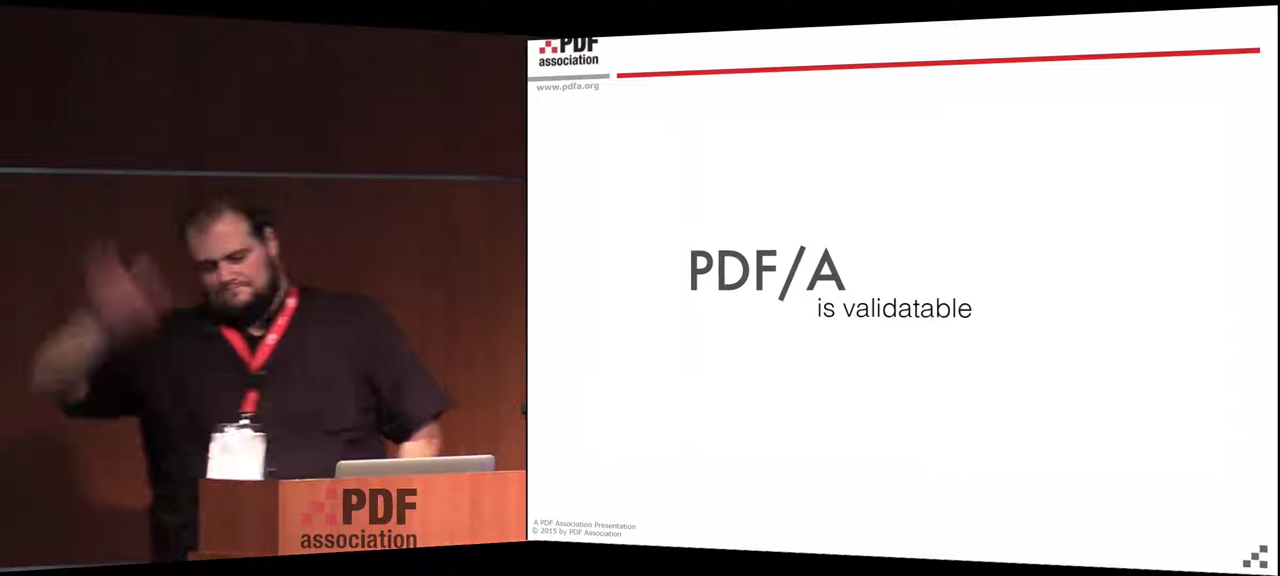 PDF
association
www.pdfa.org
PDF/A
is validatable
A PDF Association Presentation
© 2015 by PDF Association
PDF
association